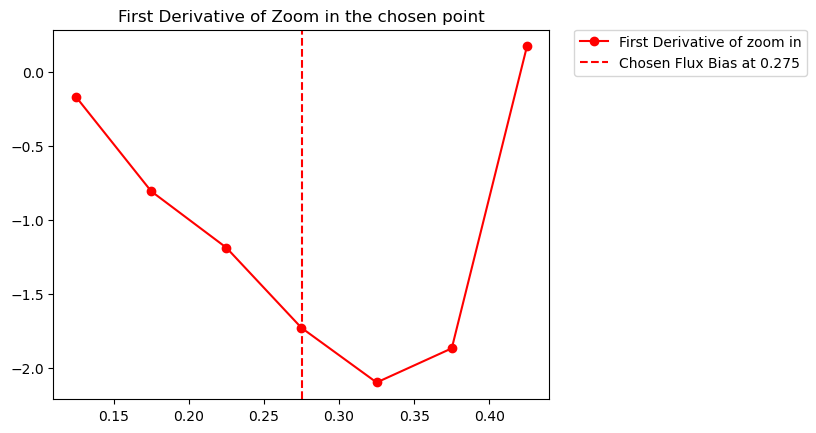 First Derivative of Zoom in the chosen point
First Derivative of zoom in
Chosen Flux Bias at 0.275
0.0
−0.5
−1.0
−1.5
−2.0
0.15 0.20 0.25 0.30 0.35 0.40